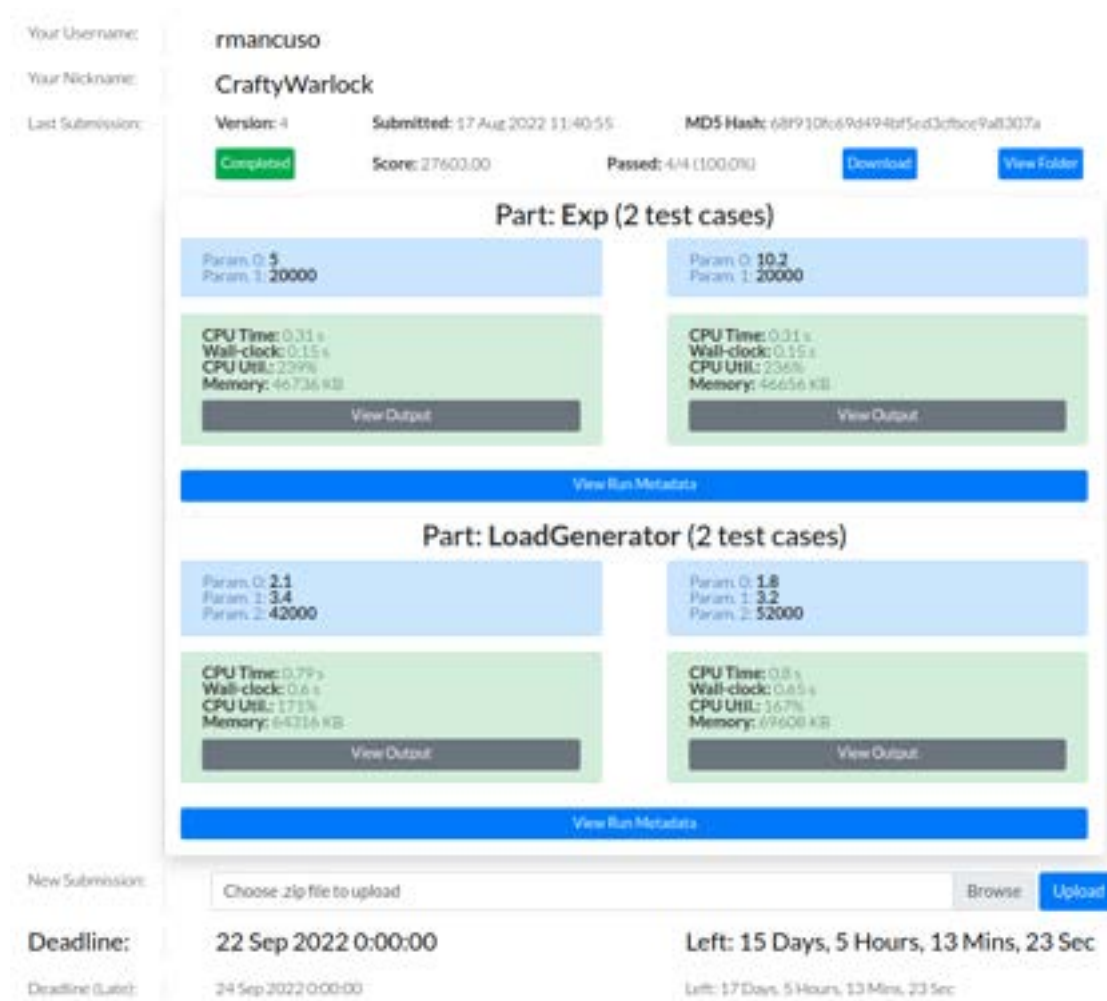 Your Username: rmancuso
Your Nickname: CraftyWarlock
Last Submission: Version: 4 Submitted: 17 Aug 2022 11:40:55 MD5 Hash:
Completed Score: 27603.00 Passed: 4/4 (100.0%) Download View Folder
Part: Exp (2 test cases)
Param. 0: 5 Param. 0: 10.2
Param. 1: 20000 Param. 1: 20000
CPU Time: 0.31 s CPU Time: 0.31 s
Wall-clock: 0.15 s Wall-clock: 0.15 s
CPU Util.: 239% CPU Util.: 236%
Memory: 46736 KB Memory: 46656 KB
View Output View Output
View Run Metadata
Part: LoadGenerator (2 test cases)
Param. 0: 2.1 Param. 0: 1.8
Param. 1: 3.4 Param. 1: 3.2
Param. 2: 42000 Param. 2: 52000
CPU Time: 0.79 s CPU Time: 0.8 s
Wall-clock: 0.6 s Wall-clock: 0.65 s
CPU Util.: 171% CPU Util.: 167%
Memory: 64316 KB Memory: 69608 KB
View Output View Output
View Run Metadata
New Submission: Choose .zip file to upload Browse Upload
Deadline: 22 Sep 2022 0:00:00 Left: 15 Days, 5 Hours, 13 Mins, 23 Sec
Deadline (Late): 24 Sep 2022 0:00:00 Left: 17 Days, 5 Hours, 13 Mins, 23 Sec